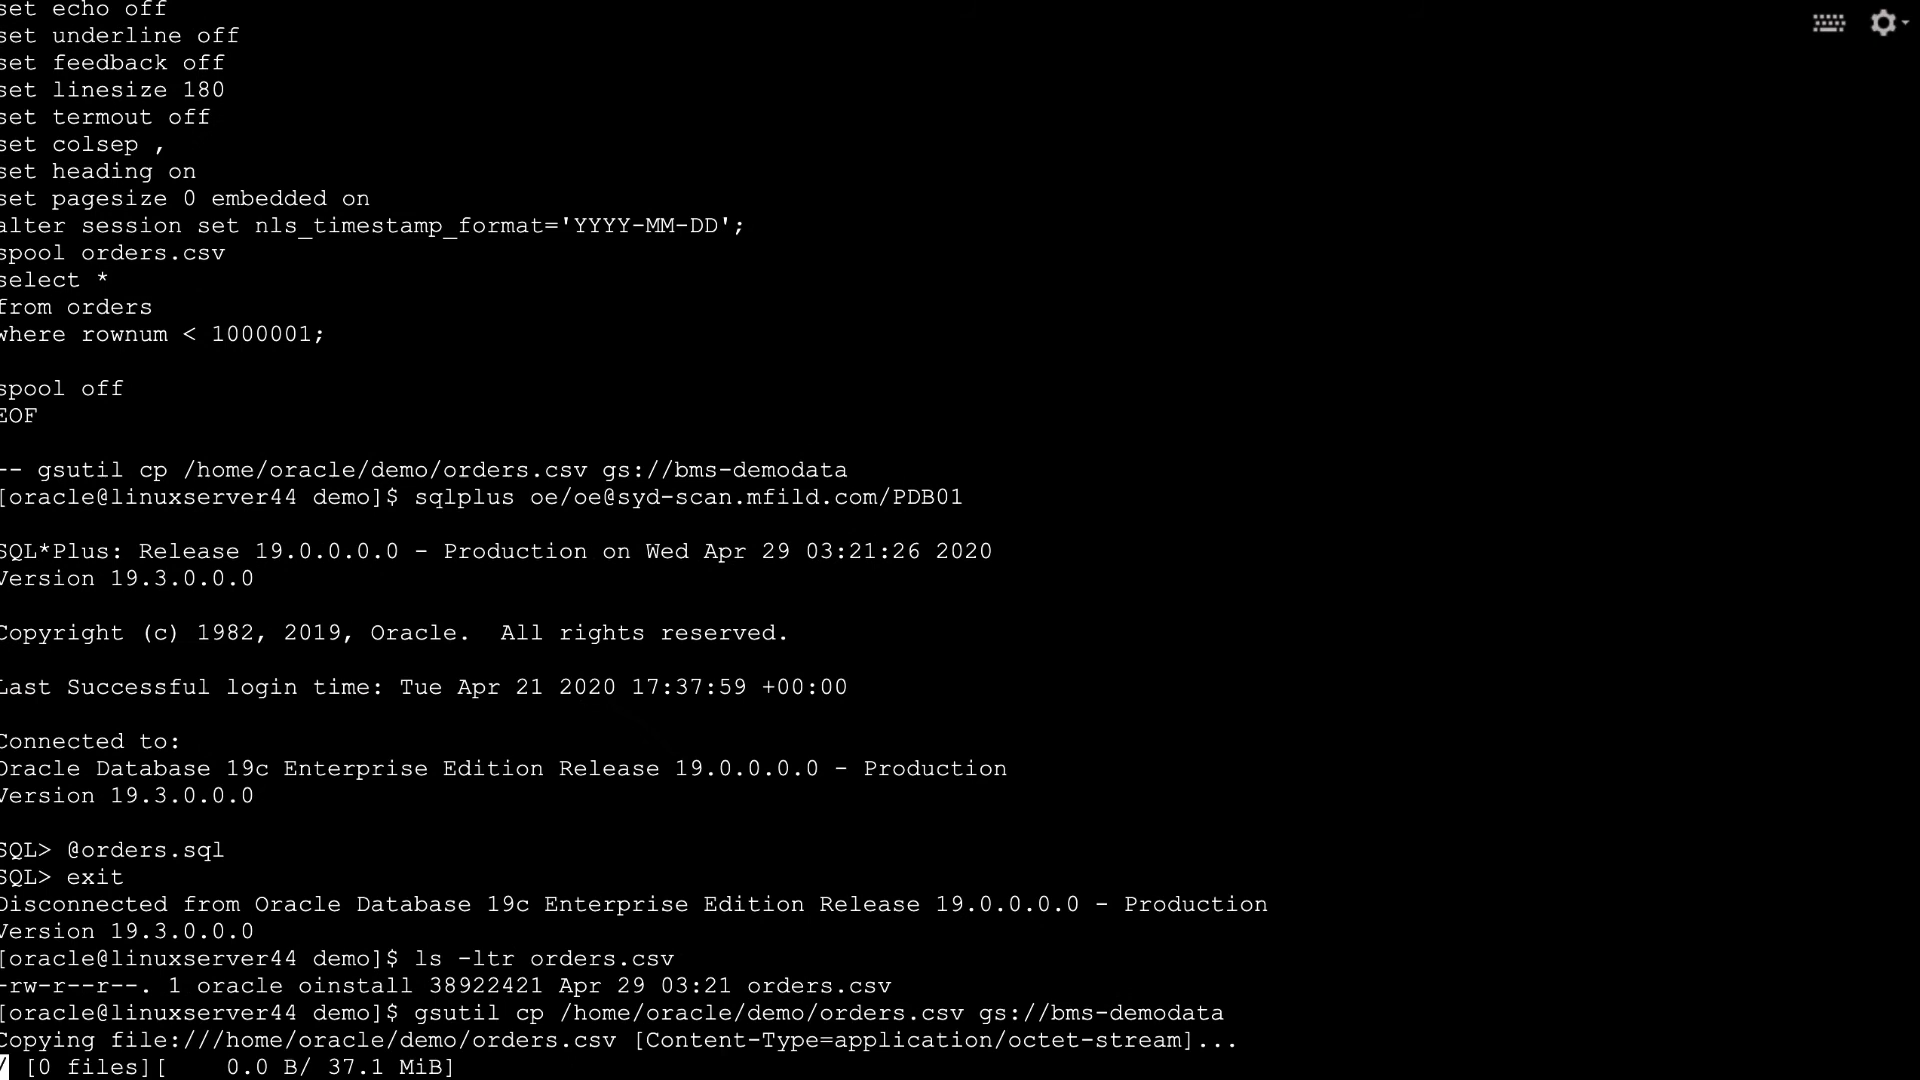 set echo off
set underline off
set feedback off
set linesize 180
set termout off
set colsep ,
set heading on
set pagesize 0 embedded on
alter session set nls_timestamp_format='YYYY-MM-DD';
spool orders.csv
select *
from orders
where rownum < 1000001;
spool off
EOF
-- gsutil cp /home/oracle/demo/orders.csv gs://bms-demodata
[oracle@linuxserver44 demo]$ sqlplus oe/oe@syd-scan.mfild.com/PDB01
SQL*Plus: Release 19.0.0.0.0 - Production on Wed Apr 29 03:21:26 2020
Version 19.3.0.0.0
Copyright (c) 1982, 2019, Oracle.  All rights reserved.
Last Successful login time: Tue Apr 21 2020 17:37:59 +00:00
Connected to:
Oracle Database 19c Enterprise Edition Release 19.0.0.0.0 - Production
Version 19.3.0.0.0
SQL> @orders.sql
SQL> exit
Disconnected from Oracle Database 19c Enterprise Edition Release 19.0.0.0.0 - Production
Version 19.3.0.0.0
[oracle@linuxserver44 demo]$ ls -ltr orders.csv
-rw-r--r--. 1 oracle oinstall 38922421 Apr 29 03:21 orders.csv
[oracle@linuxserver44 demo]$ gsutil cp /home/oracle/demo/orders.csv gs://bms-demodata
Copying file:///home/oracle/demo/orders.csv [Content-Type=application/octet-stream]...
/ [0 files][    0.0 B/ 37.1 MiB]